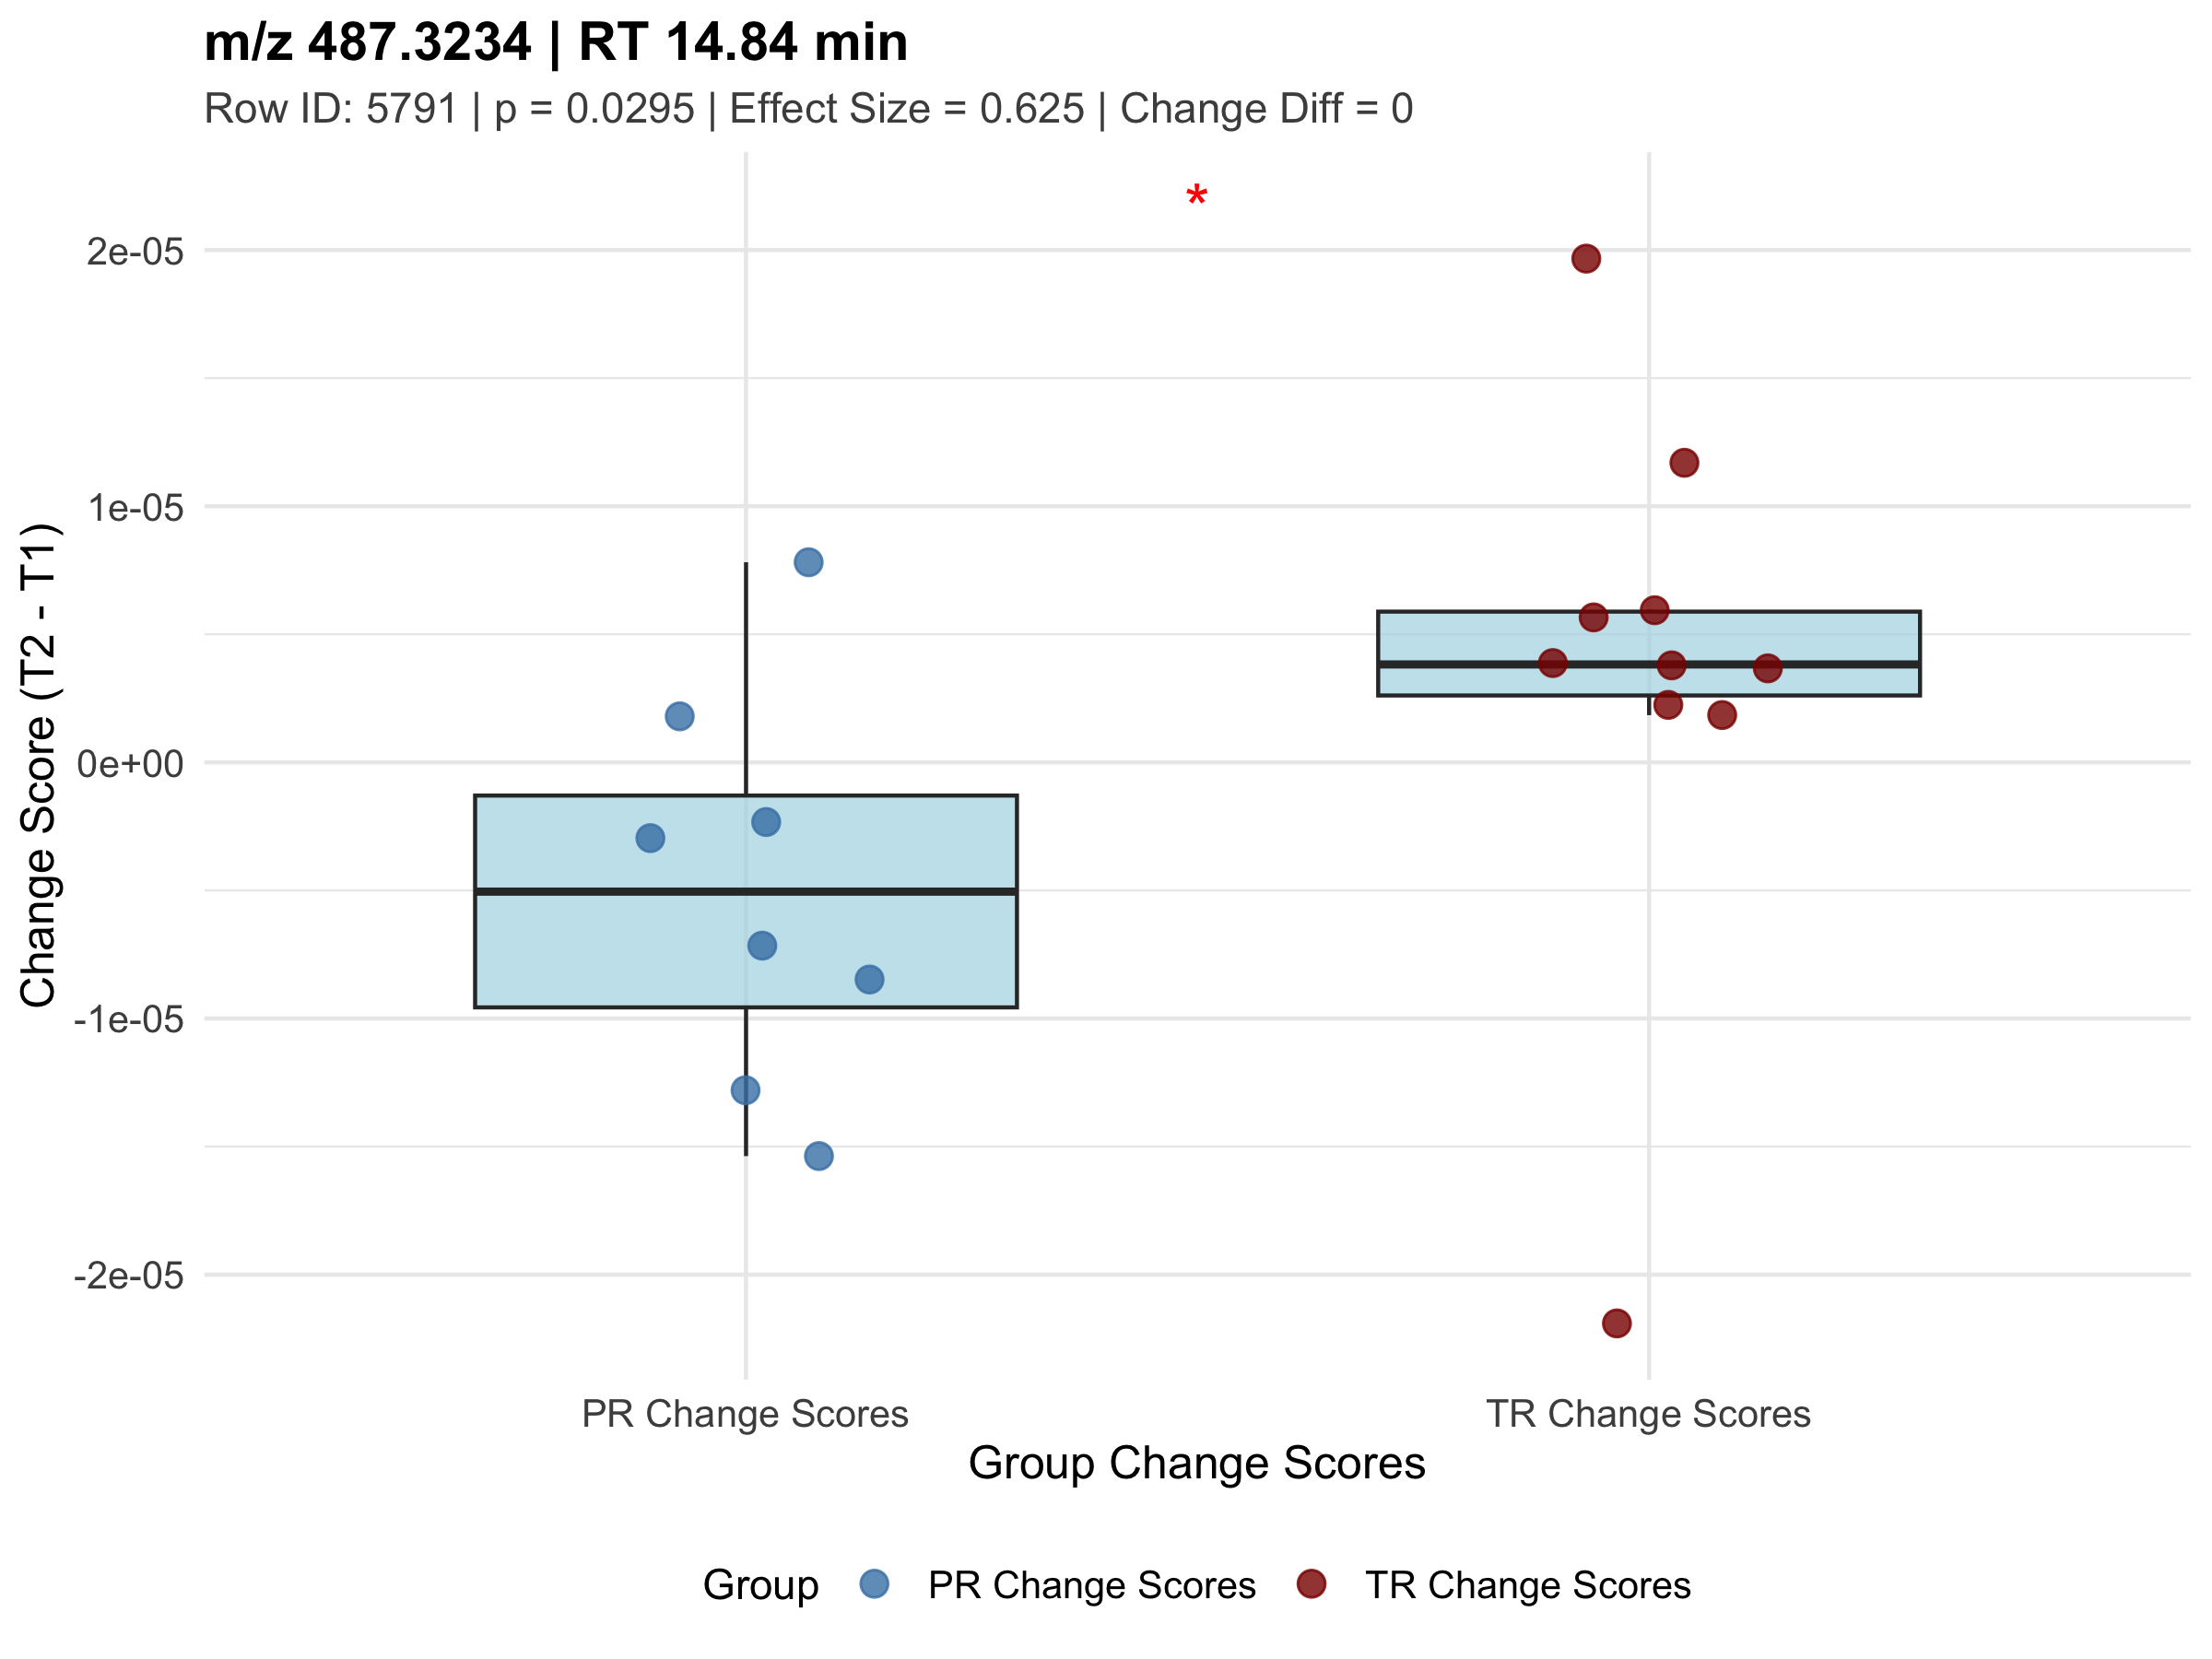 m/z 487.3234 | RT 14.84 min
Row ID: 5791 | p = 0.0295 | Effect Size = 0.625 | Change Diff = 0
*
Change Score (T2 - T1)
2e-05
1e-05
0e+00
-1e-05
-2e-05
PR Change Scores
TR Change Scores
Group Change Scores
Group
PR Change Scores
TR Change Scores